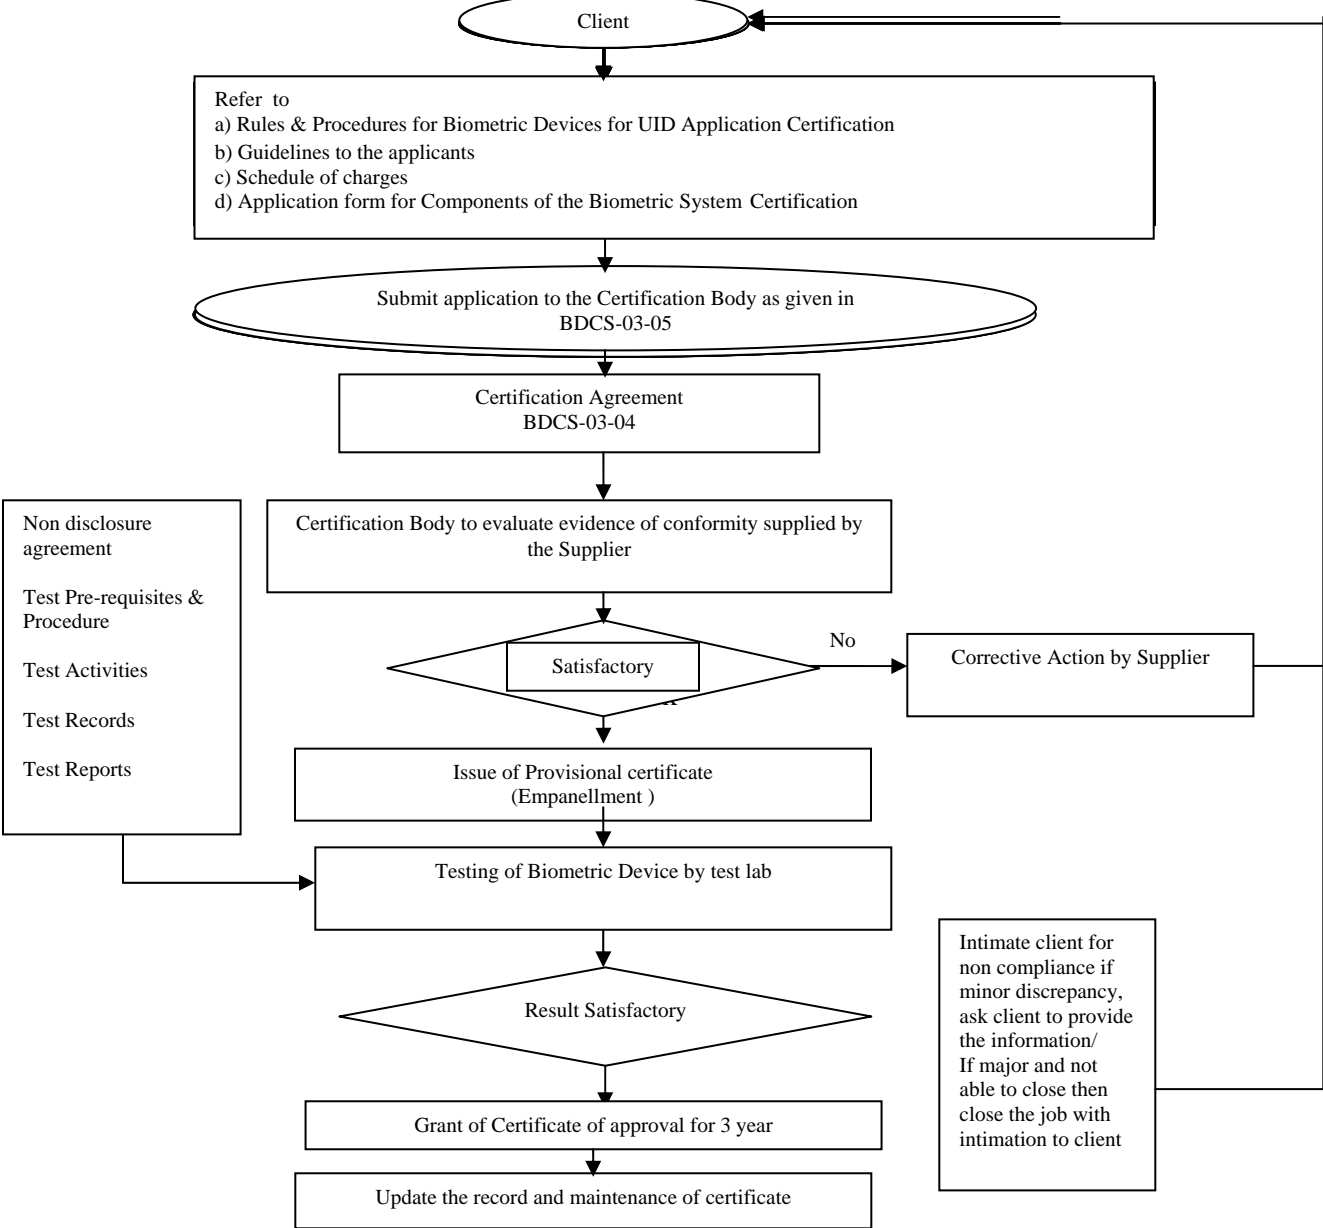 Client
Refer to
a) Rules & Procedures for Biometric Devices for UID Application Certification
b) Guidelines to the applicants
c) Schedule of charges
d) Application form for Components of the Biometric System Certification
Submit application to the Certification Body as given in
BDCS-03-05
Certification Agreement
BDCS-03-04
Non disclosure
agreement
Test Pre-requisites &
Procedure
Test Activities
Test Records
Test Reports
Certification Body to evaluate evidence of conformity supplied by
the Supplier
Satisfactory
No
Corrective Action by Supplier
Issue of Provisional certificate
(Empanellment )
Testing of Biometric Device by test lab
Result Satisfactory
Intimate client for
non compliance if
minor discrepancy,
ask client to provide
the information/
If major and not
able to close then
close the job with
intimation to client
Grant of Certificate of approval for 3 year
Update the record and maintenance of certificate